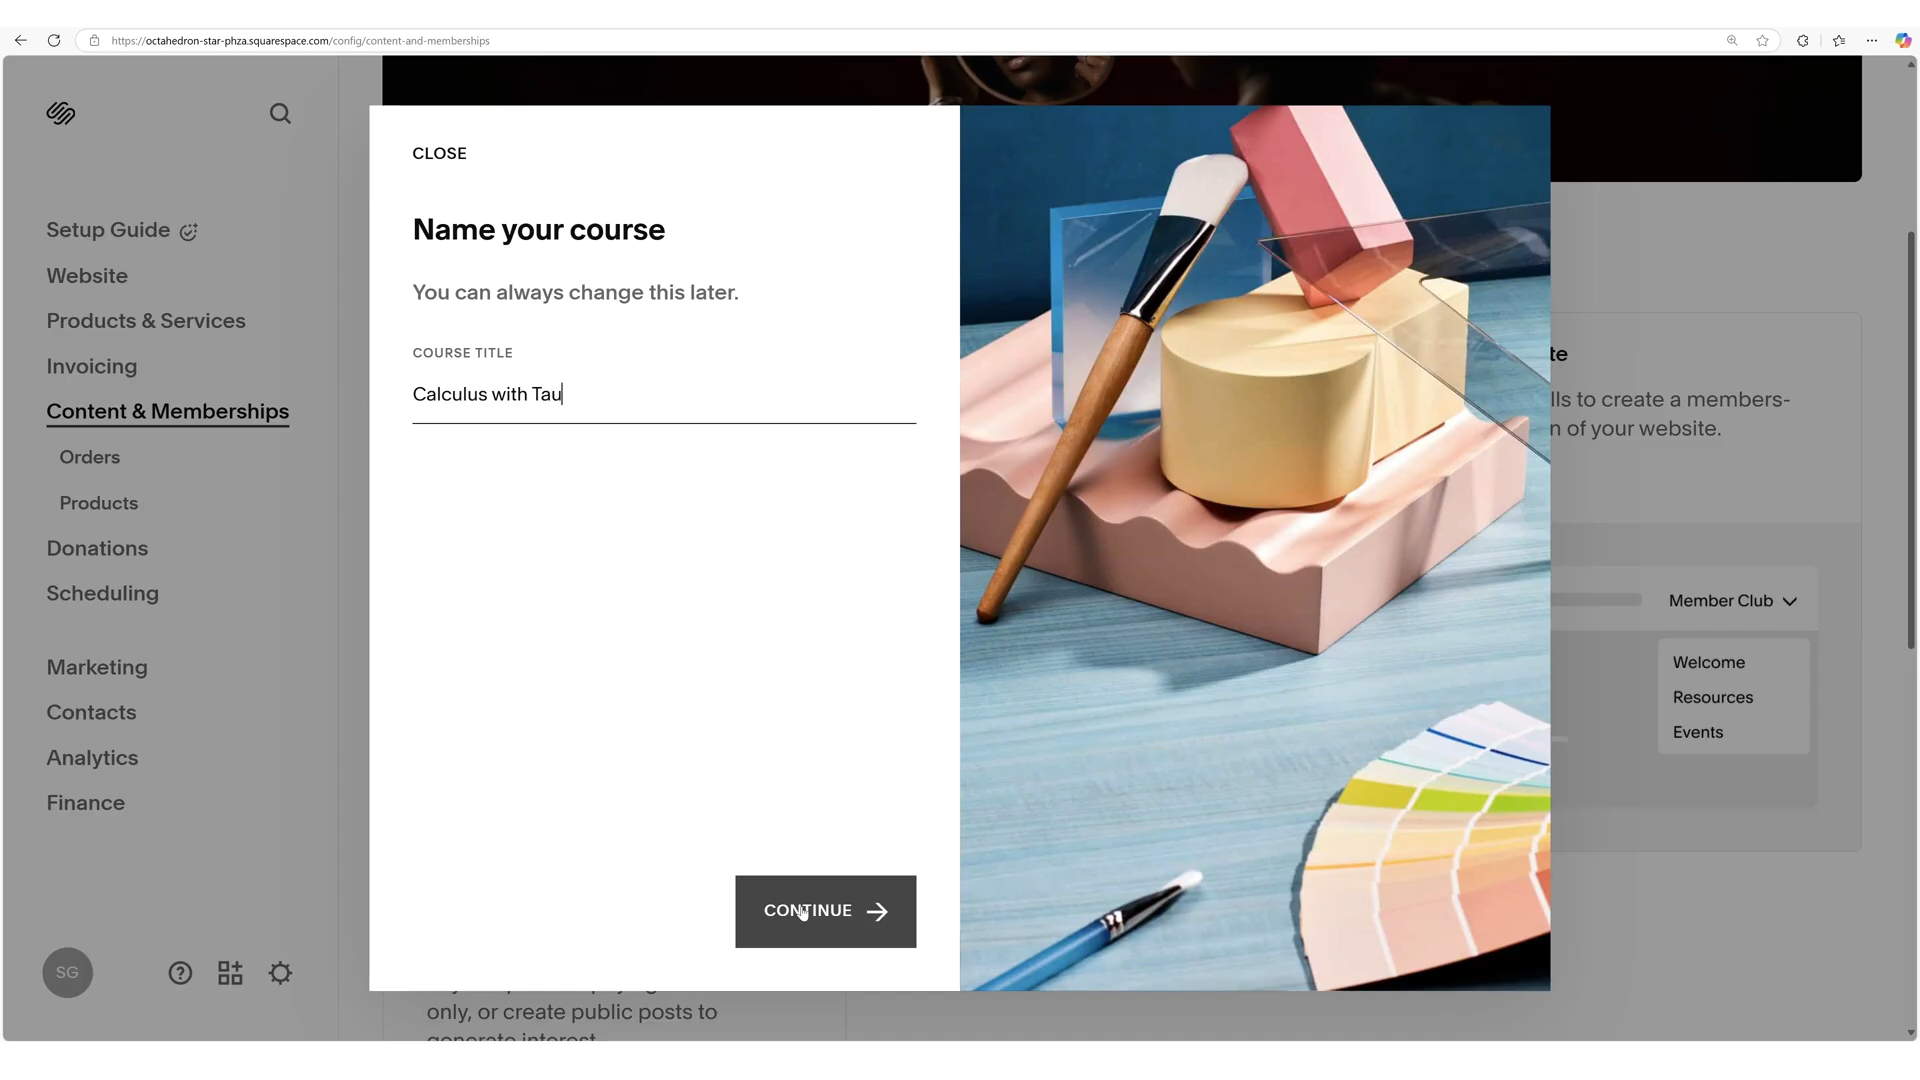 https://octahedron-star-phza.squarespace.com/config/content-and-memberships
Setup Guide
Website
Products & Services
Invoicing
Content & Memberships
Orders
Products
Donations
Scheduling
Marketing
Contacts
Analytics
Finance
SG
CLOSE
Name your course
You can always change this later.
COURSE TITLE
Calculus with Tau
CONTINUE
te
lls to create a members-
n of your website.
Member Club
Welcome
Resources
Events
only, or create public posts to
generate interest.